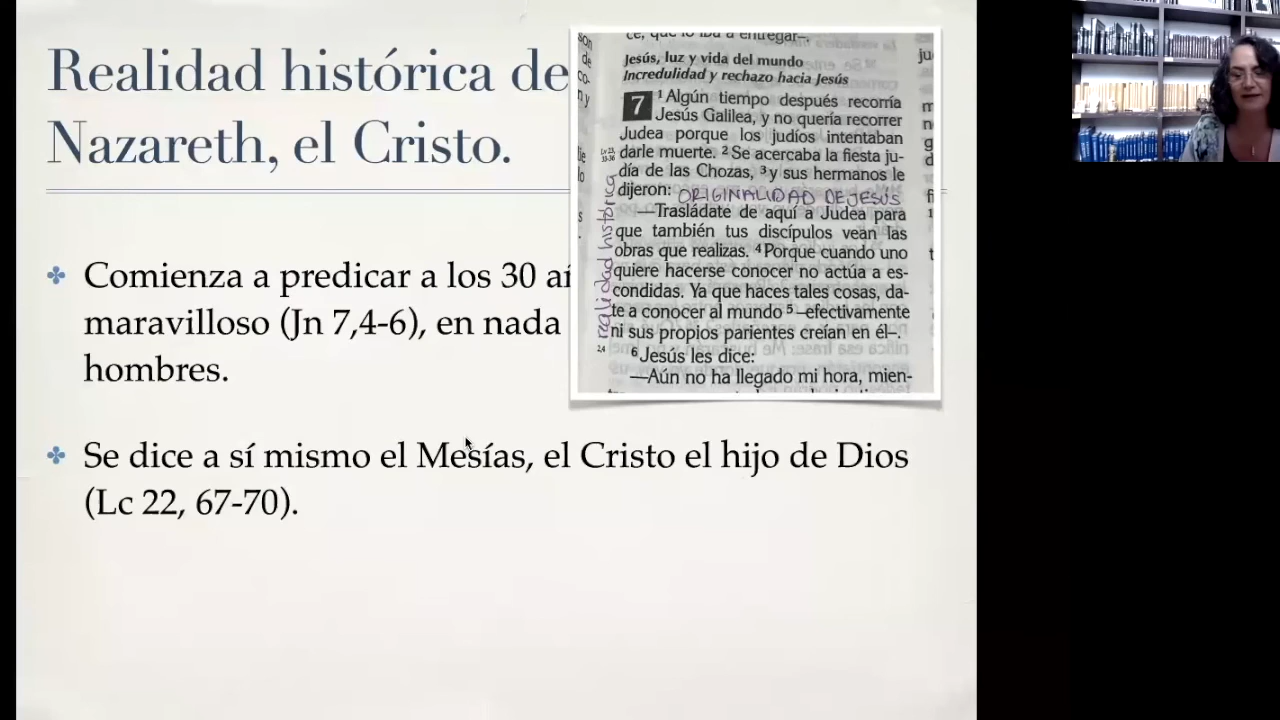 Realidad histórica de
Nazareth, el Cristo.
Comienza a predicar a los 30
maravilloso (Jn 7,4-6), en nada
hombres.
Se dice a sí mismo el Mesías, el Cristo el hijo de Dios
(Lc 22, 67-70).
ce, que lo iba a entregar–.
Jesús, luz y vida del mundo
Incredulidad y rechazo hacia Jesús
7 1 Algún tiempo después recorría
Jesús Galilea, y no quería recorrer
Judea porque los judíos intentaban
darle muerte. 2 Se acercaba la fiesta ju-
día de las Chozas, 3 y sus hermanos le
dijeron: ORIGINALIDAD DE JESÚS
—Trasládate de aquí a Judea para
que también tus discípulos vean las
obras que realizas. 4 Porque cuando uno
quiere hacerse conocer no actúa a es-
condidas. Ya que haces tales cosas, da-
te a conocer al mundo 5 –efectivamente
ni sus propios parientes creían en él–.
6 Jesús les dice:
—Aún no ha llegado mi hora, mien-
realidad histórica
2,4